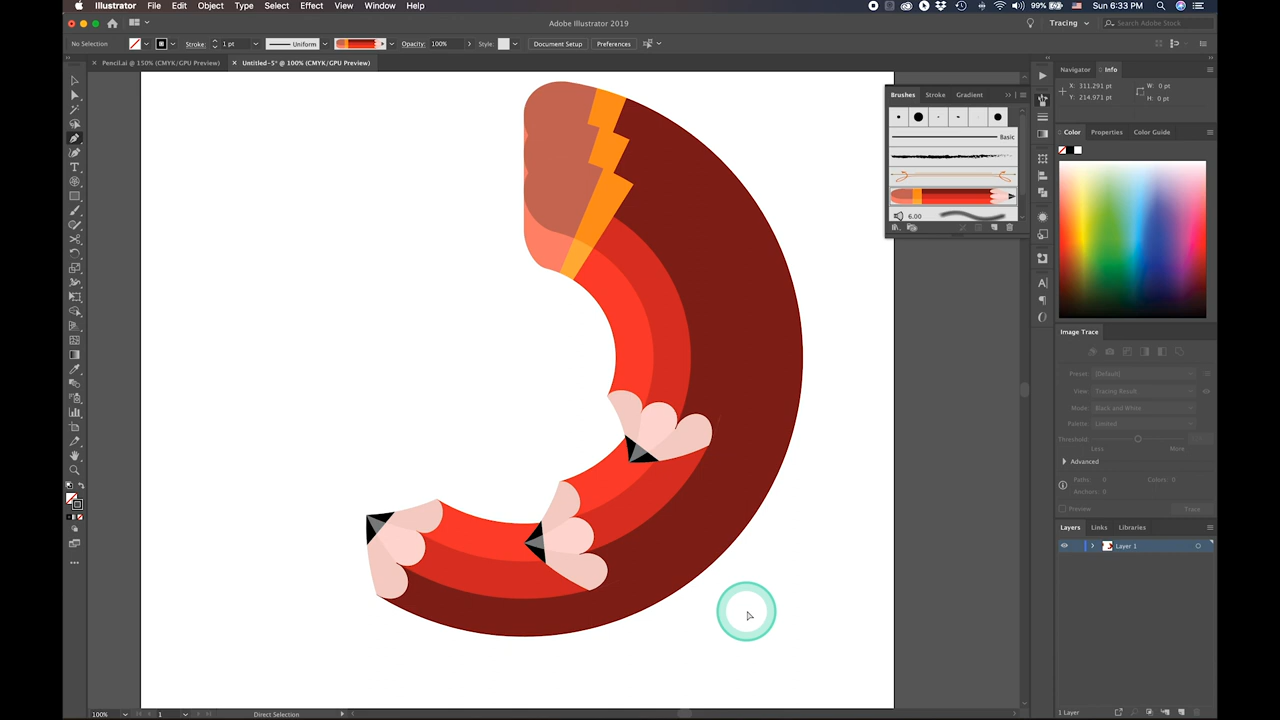 Illustrator File Edit Object Type Select Effect View Window Help 99% Sun 6:33 PM
Adobe Illustrator 2019 Tracing Search Adobe Stock
No Selection Stroke: 1 pt Uniform Opacity: 100% Style: Document Setup Preferences
Pencil.ai @ 150% (CMYK/GPU Preview) Untitled-5* @ 100% (CMYK/GPU Preview)
Navigator Info
X: 311.291 pt W: 0 pt
Y: 214.971 pt H: 0 pt
Brushes Stroke Gradient
Basic
6.00
Color Properties Color Guide
Image Trace
Preset: [Default]
View: Tracing Result
Mode: Black and White
Palette: Limited
Threshold:
Less More
Advanced
Paths: 0 Colors: 0
Anchors: 0
Preview Trace
Layers Links Libraries
Layer 1
100% 1 Direct Selection 1 Layer